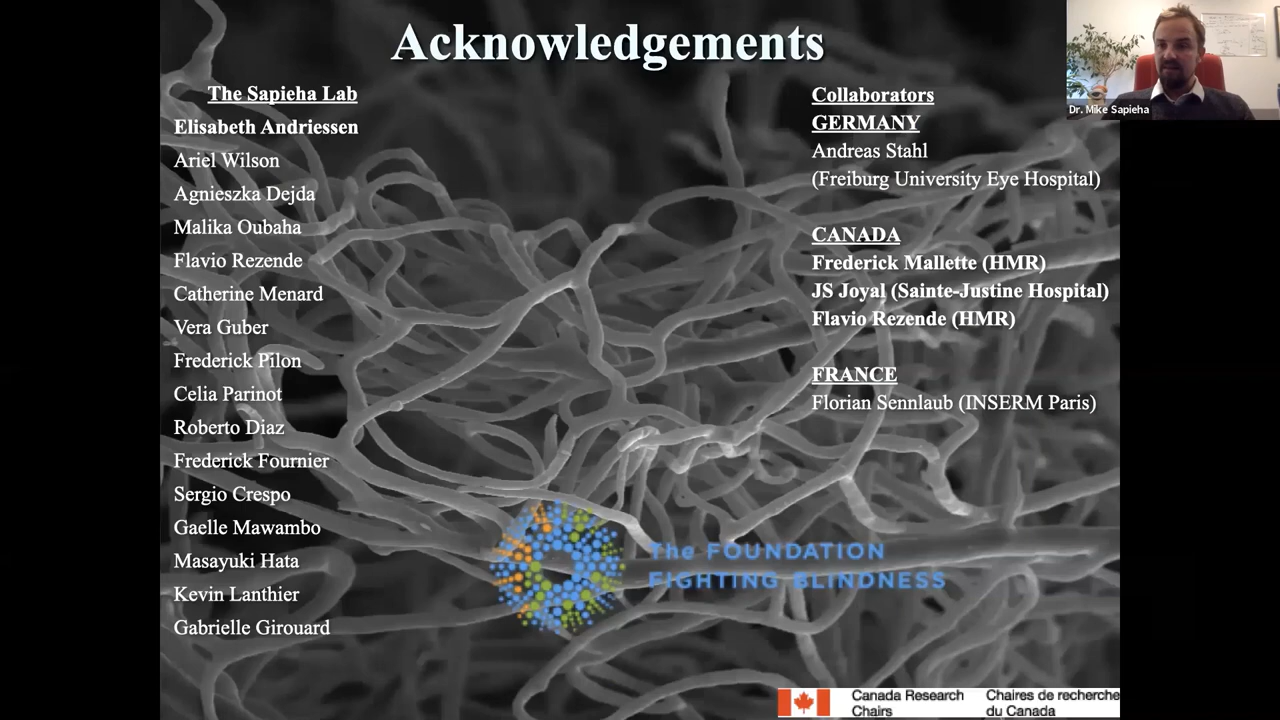 Acknowledgements
The Sapieha Lab
Elisabeth Andriessen
Ariel Wilson
Agnieszka Dejda
Malika Oubaha
Flavio Rezende
Catherine Menard
Vera Guber
Frederick Pilon
Celia Parinot
Roberto Diaz
Frederick Fournier
Sergio Crespo
Gaelle Mawambo
Masayuki Hata
Kevin Lanthier
Gabrielle Girouard
Collaborators
GERMANY
Andreas Stahl
(Freiburg University Eye Hospital)
CANADA
Frederick Mallette (HMR)
JS Joyal (Sainte-Justine Hospital)
Flavio Rezende (HMR)
FRANCE
Florian Sennlaub (INSERM Paris)
The FOUNDATION
FIGHTING BLINDNESS
Canada Research
Chairs
Chaires de recherche
du Canada
Dr. Mike Sapieha